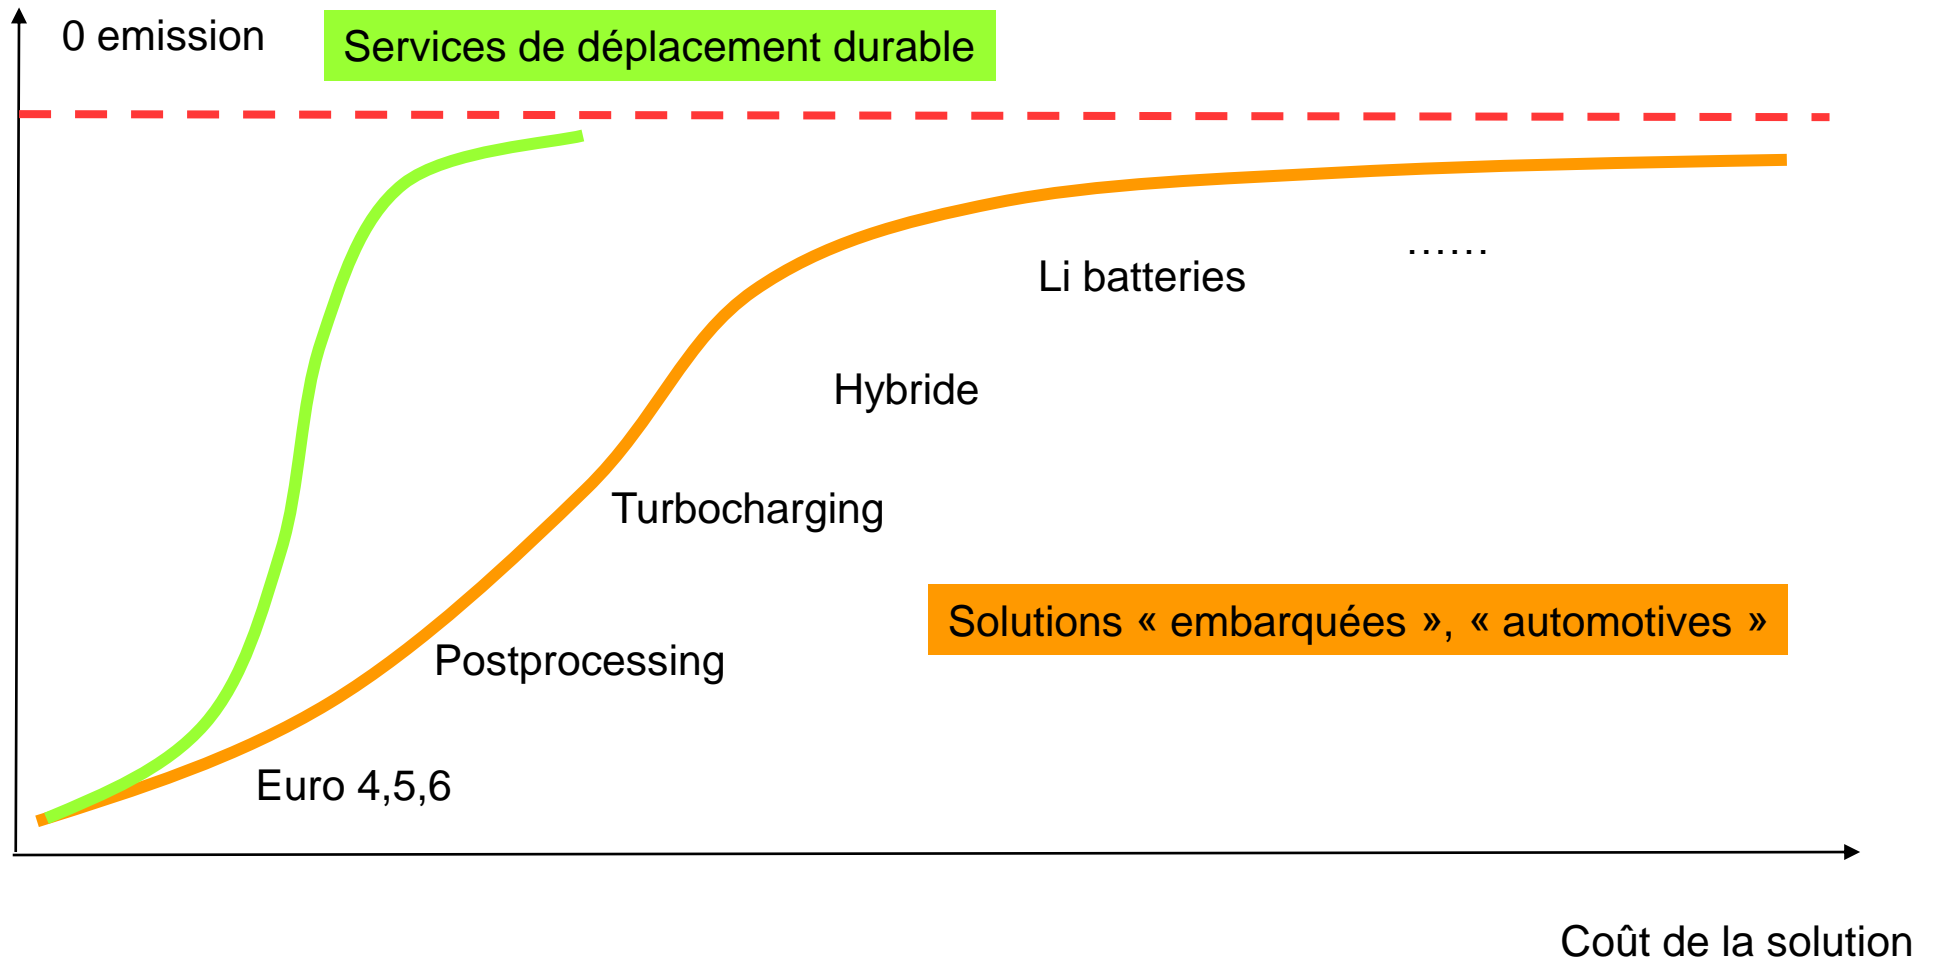 0 emission
Services de déplacement durable
......
Li batteries
Hybride
Turbocharging
Solutions « embarquées », « automotives »
Postprocessing
Euro 4,5,6
Coût de la solution